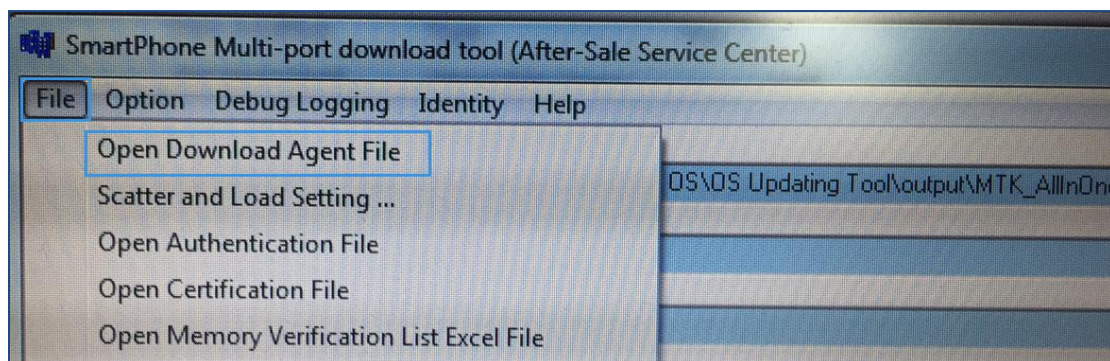 SmartPhone Multi-port download tool (After-Sale Service Center)
File Option Debug Logging Identity Help
Open Download Agent File
OS\OS Updating Tool\output\MTK_AllInOn
Scatter and Load Setting ...
Open Authentication File
Open Certification File
Open Memory Verification List Excel File